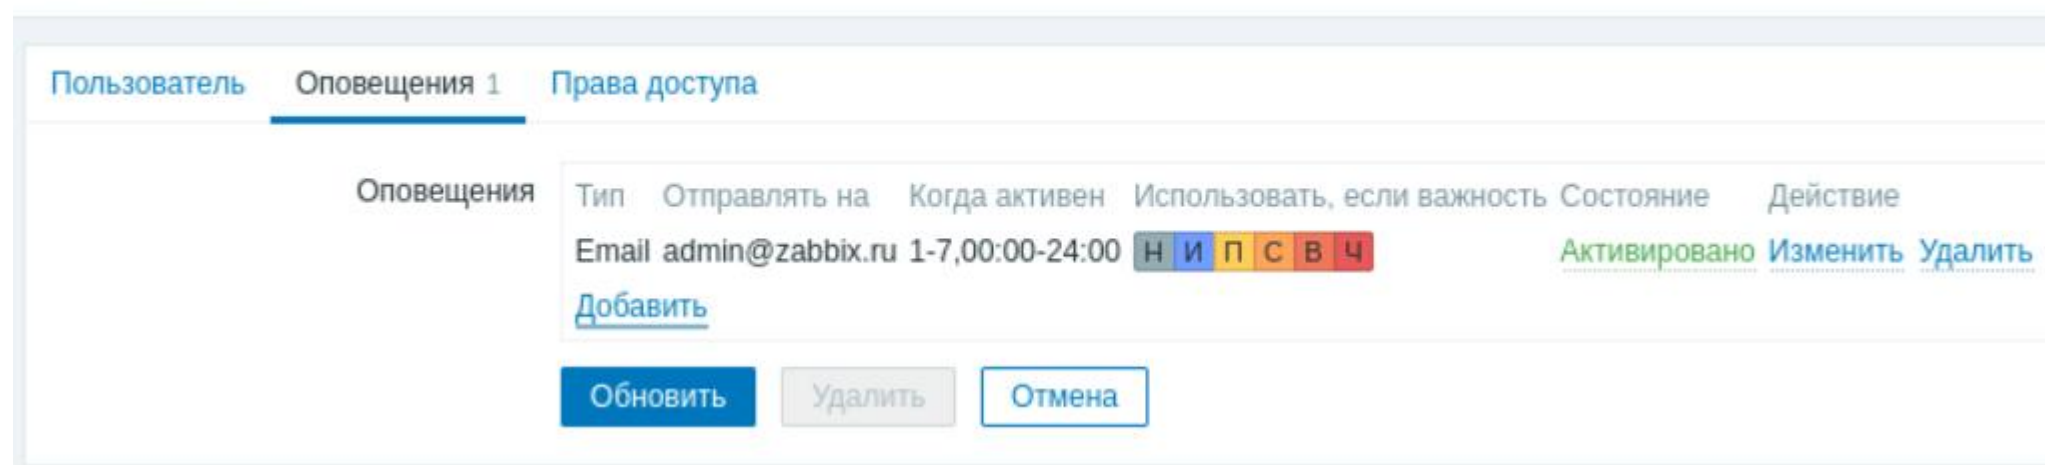 Пользователь Оповещения 1 Права доступа
Оповещения Тип Отправлять на Когда активен Использовать, если важность Состояние Действие
Email admin@zabbix.ru 1-7,00:00-24:00 Н И П С В Ч Активировано Изменить Удалить
Добавить
Обновить Удалить Отмена